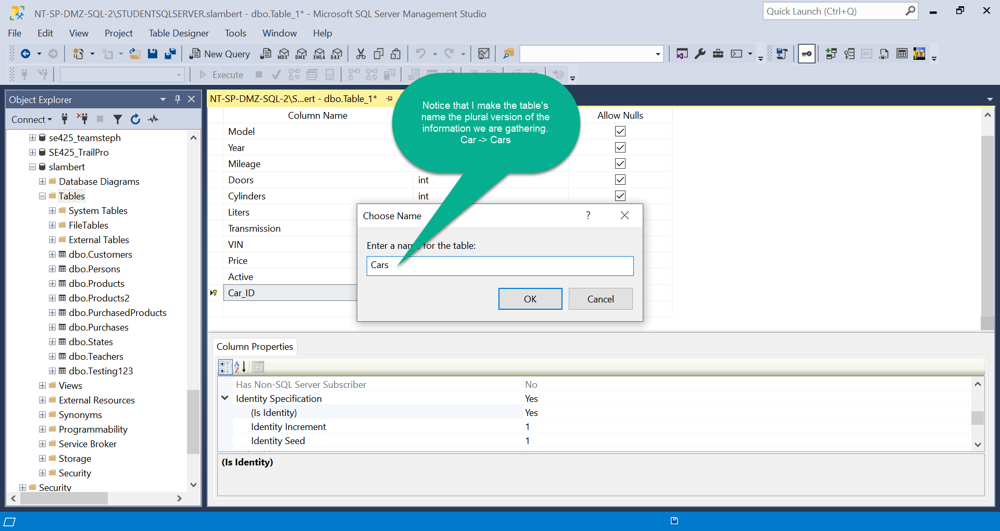 NT-SP-DMZ-SQL-2\STUDENTSQLSERVER.slambert - dbo.Table_1* - Microsoft SQL Server Management Studio
Quick Launch (Ctrl+Q)
File Edit View Project Table Designer Tools Window Help
New Query MDX DMX XMLA DAX
abc
Execute
Object Explorer
Connect
se425_teamsteph
SE425_TrailPro
slambert
Database Diagrams
Tables
System Tables
FileTables
External Tables
dbo.Customers
dbo.Persons
dbo.Products
dbo.Products2
dbo.PurchasedProducts
dbo.Purchases
dbo.States
dbo.Teachers
dbo.Testing123
Views
External Resources
Synonyms
Programmability
Service Broker
Storage
Security
Security
NT-SP-DMZ-SQL-2\S...ert - dbo.Table_1*
Column Name Allow Nulls
Model
Year
Mileage
Doors int
Cylinders int
Liters
Transmission
VIN
Price
Active
Car_ID
Notice that I make the table's
name the plural version of the
information we are gathering.
Car -> Cars
Choose Name ?
Enter a name for the table:
Cars
OK Cancel
Column Properties
A
Z
Has Non-SQL Server Subscriber No
Identity Specification Yes
(Is Identity) Yes
Identity Increment 1
Identity Seed 1
(Is Identity)